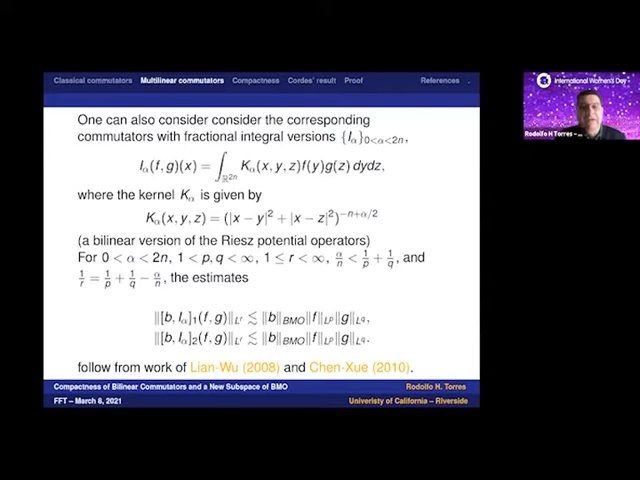 Classical commutators Multilinear commutators Compactness Cordes' result Proof References
One can also consider consider the corresponding
commutators with fractional integral versions {I_α}_{0<α<2n},
I_α(f, g)(x) = ∫_{ℝ^{2n}} K_α(x, y, z)f(y)g(z) dydz,
where the kernel K_α is given by
K_α(x, y, z) = (|x − y|² + |x − z|²)^{−n+α/2}
(a bilinear version of the Riesz potential operators)
For 0 < α < 2n, 1 < p, q < ∞, 1 ≤ r < ∞, α/n < 1/p + 1/q, and
1/r = 1/p + 1/q − α/n, the estimates
‖[b, I_α]₁(f, g)‖_{L^r} ≲ ‖b‖_{BMO}‖f‖_{L^p}‖g‖_{L^q},
‖[b, I_α]₂(f, g)‖_{L^r} ≲ ‖b‖_{BMO}‖f‖_{L^p}‖g‖_{L^q}.
follow from work of Lian-Wu (2008) and Chen-Xue (2010).
Compactness of Bilinear Commutators and a New Subspace of BMO Rodolfo H. Torres
FFT – March 8, 2021 Univeristy of California – Riverside
International Women's Day
Rodolfo H Torres